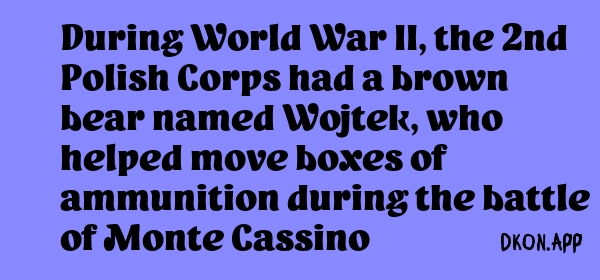 During World War II, the 2nd
Polish Corps had a brown
bear named Wojtek, who
helped move boxes of
ammunition during the battle
of Monte Cassino
DKON.APP